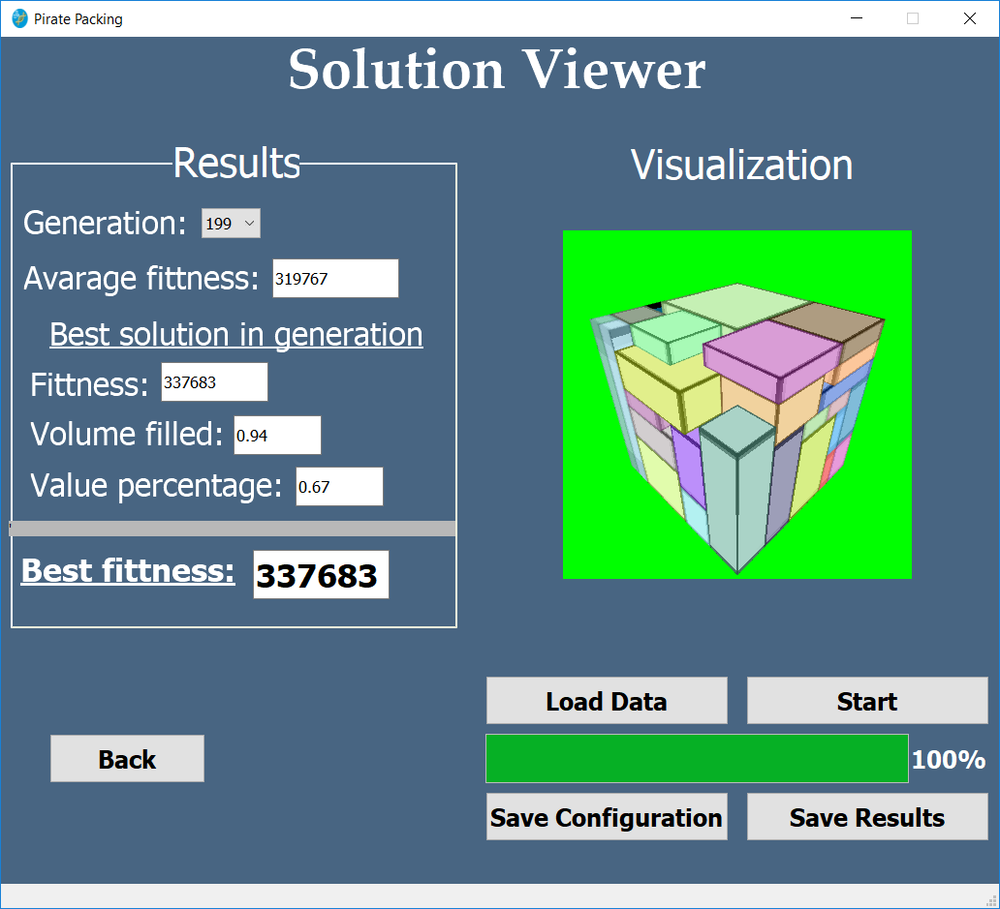 Pirate Packing
Solution Viewer
Results
Generation: 199
Avarage fittness: 319767
Best solution in generation
Fittness: 337683
Volume filled: 0.94
Value percentage: 0.67
Best fittness: 337683
Visualization
Load Data
Start
100%
Save Configuration
Save Results
Back